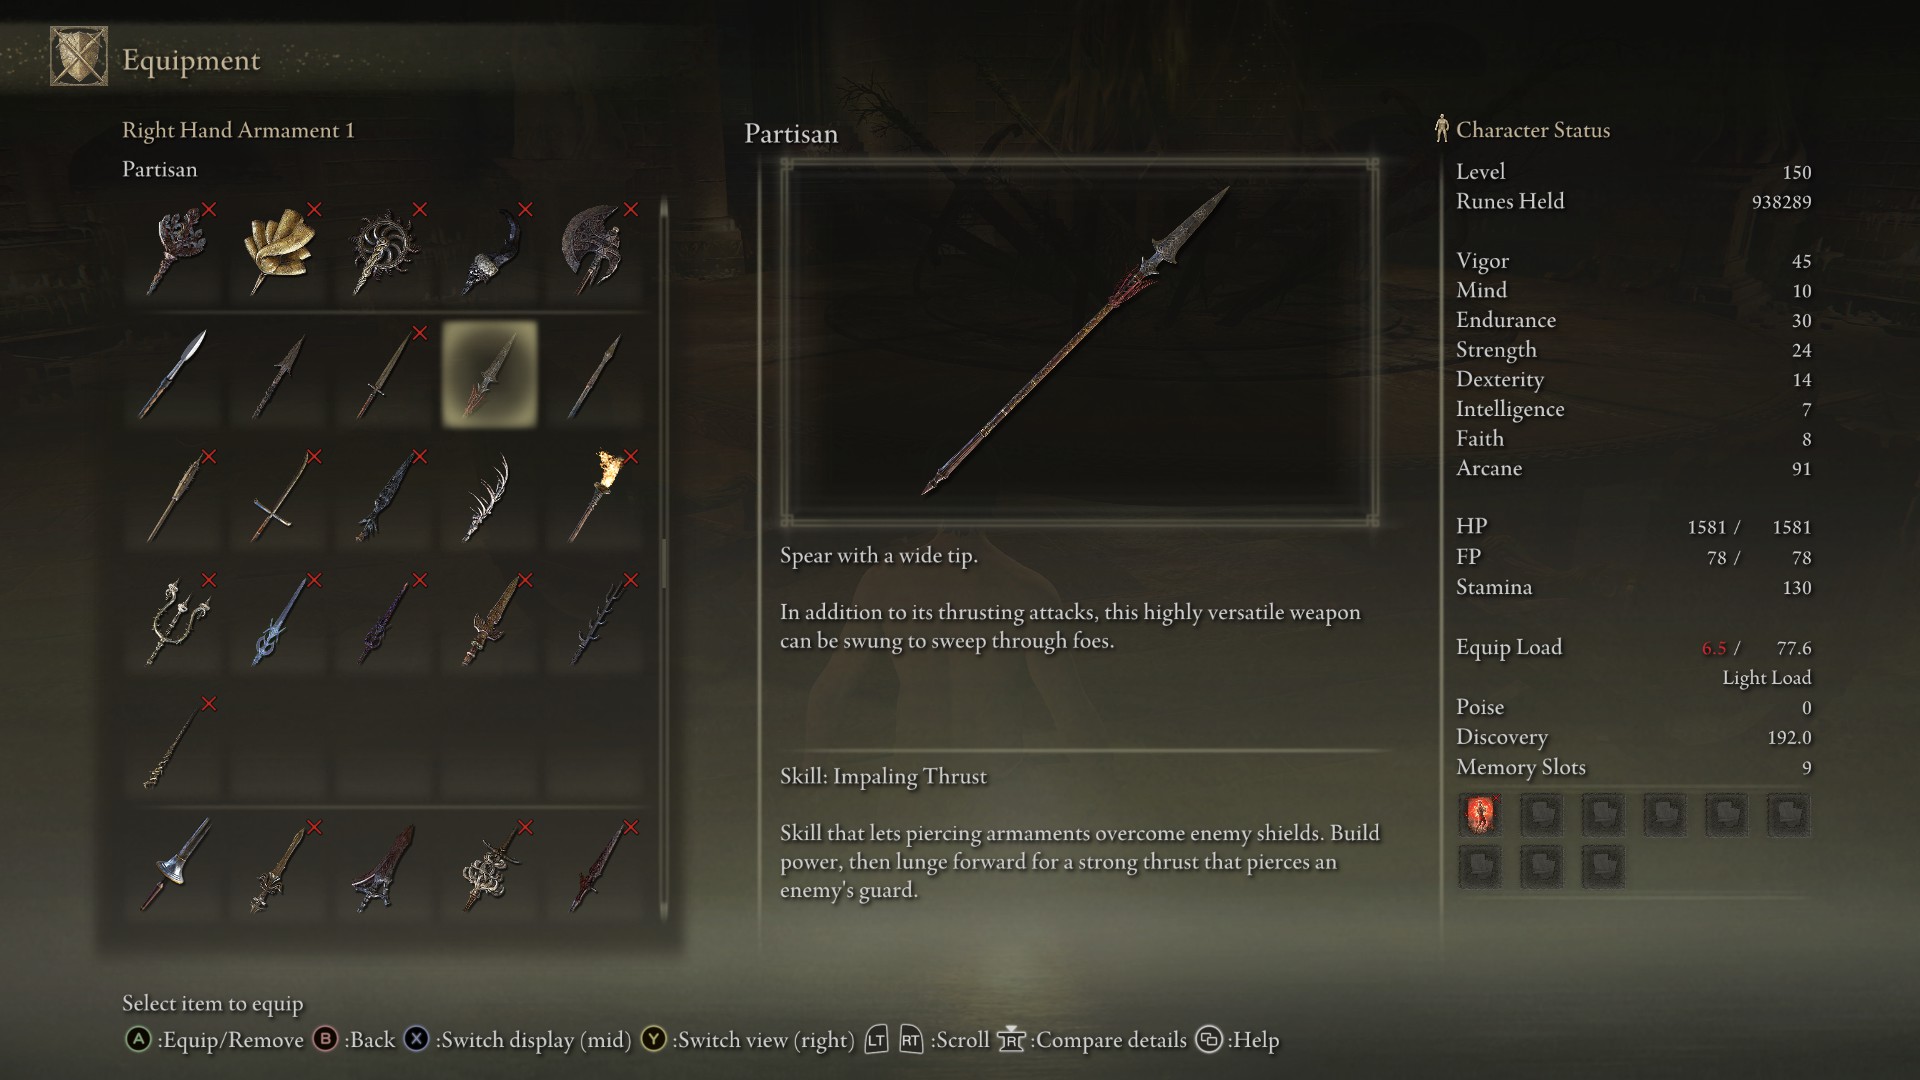 Equipment
Right Hand Armament 1
Partisan
Partisan
Spear with a wide tip.
In addition to its thrusting attacks, this highly versatile weapon
can be swung to sweep through foes.
Skill: Impaling Thrust
Skill that lets piercing armaments overcome enemy shields. Build
power, then lunge forward for a strong thrust that pierces an
enemy's guard.
Character Status
Level 150
Runes Held 938289
Vigor 45
Mind 10
Endurance 30
Strength 24
Dexterity 14
Intelligence 7
Faith 8
Arcane 91
HP 1581 / 1581
FP 78 / 78
Stamina 130
Equip Load 6.5 / 77.6
Light Load
Poise 0
Discovery 192.0
Memory Slots 9
Select item to equip
A :Equip/Remove B :Back X :Switch display (mid) Y :Switch view (right) LT RT :Scroll R :Compare details :Help